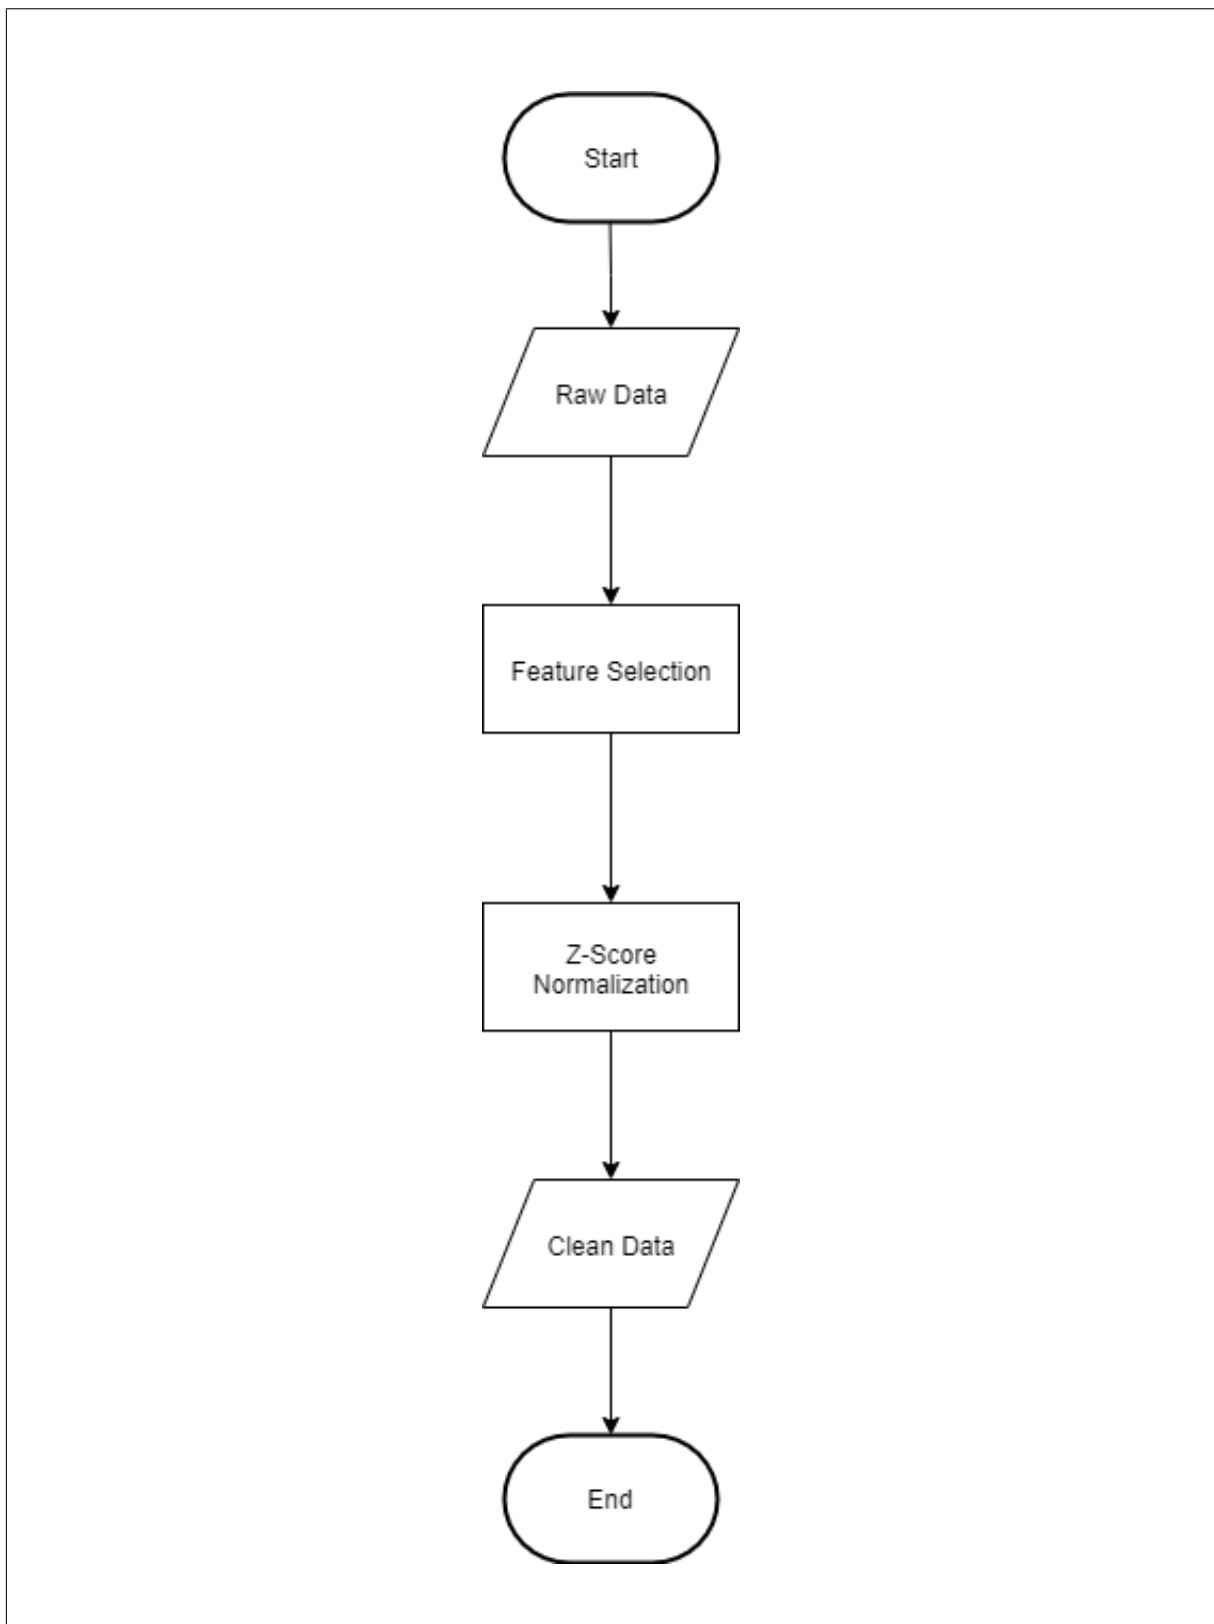 Start
Raw Data
Feature Selection
Z-Score
Normalization
Clean Data
End